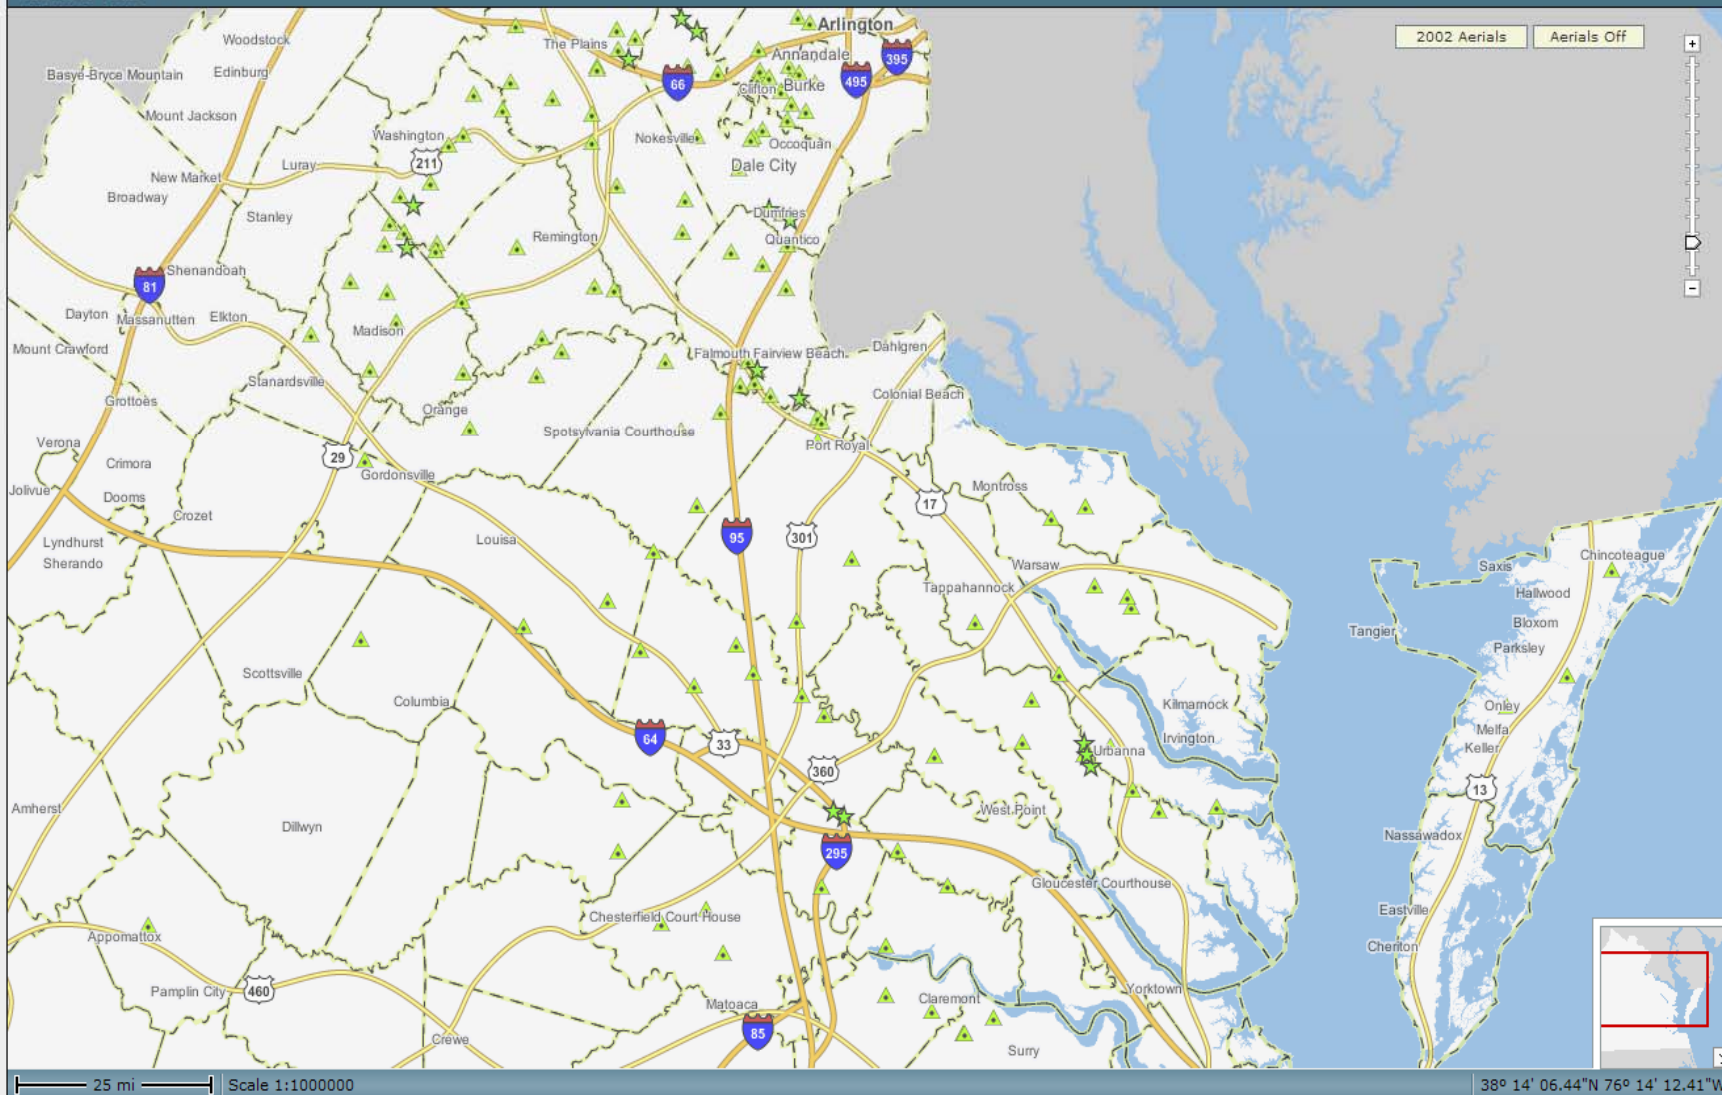 Arlington
2002 Aerials
Aerials Off
Woodstock
The Plains
Annandale
395
Basye-Bryce Mountain
Edinburg
66
Clifton
Burke
495
Mount Jackson
Washington
Nokesville
Occoquan
211
Luray
Dale City
New Market
Broadway
Stanley
Dumfries
Remington
Quantico
Shenandoah
81
Dayton
Massanutten
Elkton
Madison
Mount Crawford
Falmouth
Fairview Beach
Dahlgren
Stanardsville
Colonial Beach
Grottoes
Orange
Verona
Spotsylvania Courthouse
Port Royal
29
Crimora
Gordonsville
Jolivue
Dooms
Montross
17
Crozet
95
301
Lyndhurst
Louisa
Chincoteague
Sherando
Warsaw
Saxis
Tappahannock
Hallwood
Bloxom
Tangier
Parksley
Scottsville
Columbia
Kilmarnock
Onley
64
33
Irvington
Melfa
Urbanna
Keller
360
13
Amherst
West Point
Dillwyn
Nassawadox
295
Gloucester Courthouse
Eastville
Chesterfield Court House
Appomattox
Cheriton
Pamplin City
460
Yorktown
Matoaca
Claremont
85
Crewe
Surry
25 mi
Scale 1:1000000
38º 14' 06.44"N 76º 14' 12.41"W